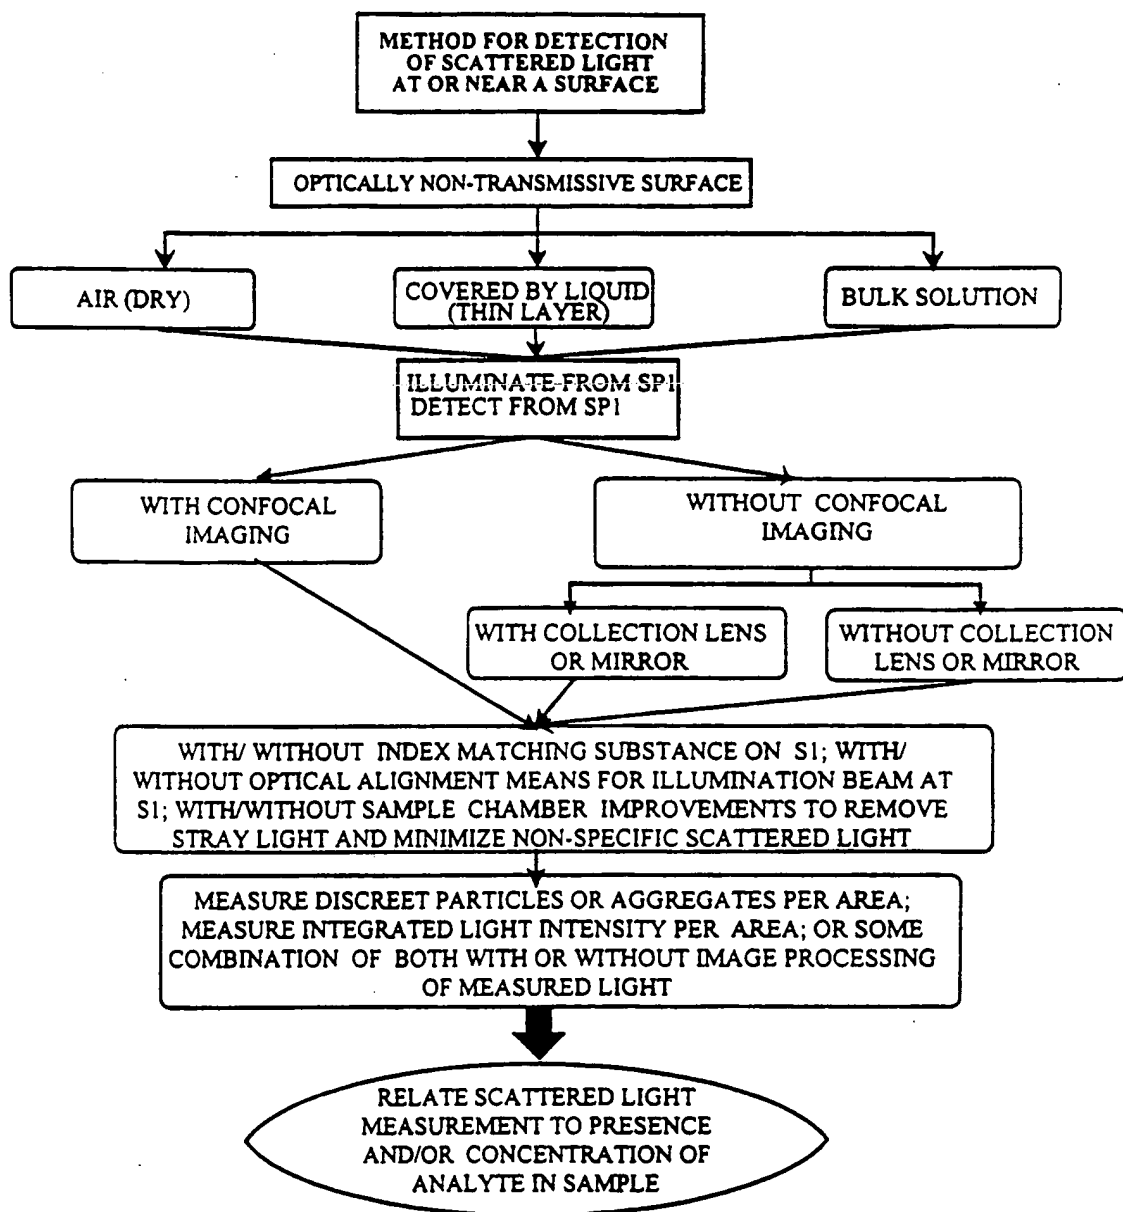 METHOD FOR DETECTION
OF SCATTERED LIGHT
AT OR NEAR A SURFACE
OPTICALLY NON-TRANSMISSIVE SURFACE
AIR (DRY)
COVERED BY LIQUID
(THIN LAYER)
BULK SOLUTION
ILLUMINATE FROM SP1
DETECT FROM SP1
WITH CONFOCAL
IMAGING
WITHOUT CONFOCAL
IMAGING
WITH COLLECTION LENS
OR MIRROR
WITHOUT COLLECTION
LENS OR MIRROR
WITH/ WITHOUT INDEX MATCHING SUBSTANCE ON S1; WITH/
WITHOUT OPTICAL ALIGNMENT MEANS FOR ILLUMINATION BEAM AT
S1; WITH/WITHOUT SAMPLE CHAMBER IMPROVEMENTS TO REMOVE
STRAY LIGHT AND MINIMIZE NON-SPECIFIC SCATTERED LIGHT
MEASURE DISCREET PARTICLES OR AGGREGATES PER AREA;
MEASURE INTEGRATED LIGHT INTENSITY PER AREA; OR SOME
COMBINATION OF BOTH WITH OR WITHOUT IMAGE PROCESSING
OF MEASURED LIGHT
RELATE SCATTERED LIGHT
MEASUREMENT TO PRESENCE
AND/OR CONCENTRATION OF
ANALYTE IN SAMPLE